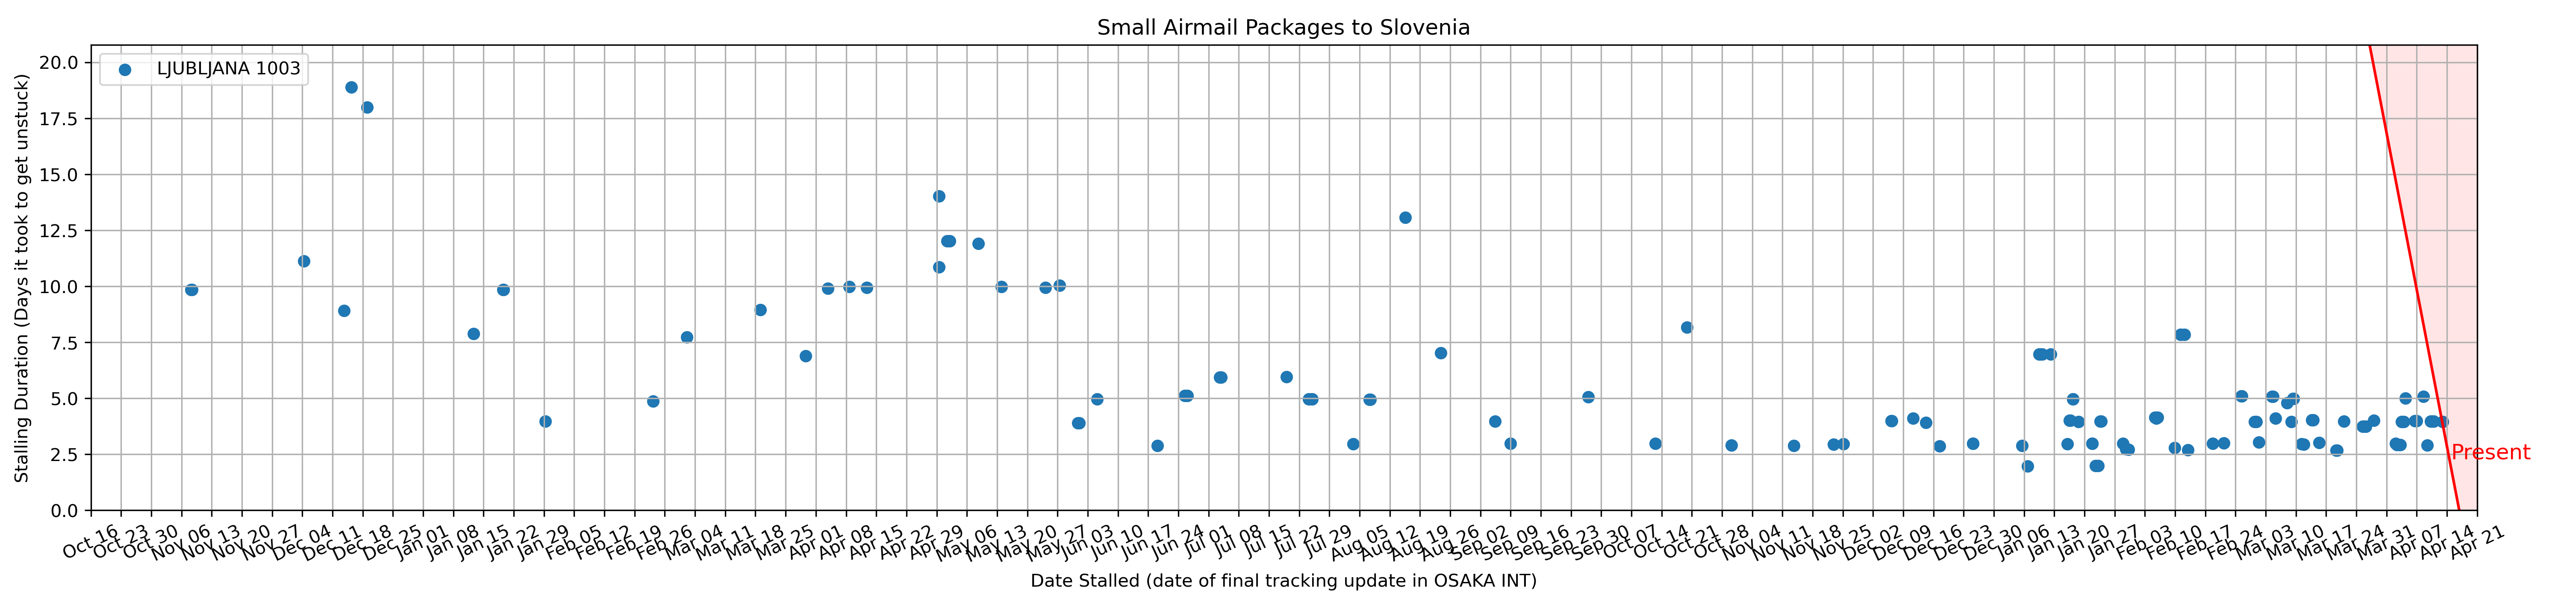 Small Airmail Packages to Slovenia
LJUBLJANA 1003
Stalling Duration (Days it took to get unstuck)
20.0
17.5
15.0
12.5
10.0
7.5
5.0
2.5
0.0
Present
Oct 16 Oct 23 Oct 30 Nov 06 Nov 13 Nov 20 Nov 27 Dec 04 Dec 11 Dec 18 Dec 25 Jan 01 Jan 08 Jan 15 Jan 22 Jan 29 Feb 05 Feb 12 Feb 19 Feb 26 Mar 04 Mar 11 Mar 18 Mar 25 Apr 01 Apr 08 Apr 15 Apr 22 Apr 29 May 06 May 13 May 20 May 27 Jun 03 Jun 10 Jun 17 Jun 24 Jul 01 Jul 08 Jul 15 Jul 22 Jul 29 Aug 05 Aug 12 Aug 19 Aug 26 Sep 02 Sep 09 Sep 16 Sep 23 Sep 30 Oct 07 Oct 14 Oct 21 Oct 28 Nov 04 Nov 11 Nov 18 Nov 25 Dec 02 Dec 09 Dec 16 Dec 23 Dec 30 Jan 06 Jan 13 Jan 20 Jan 27 Feb 03 Feb 10 Feb 17 Feb 24 Mar 03 Mar 10 Mar 17 Mar 24 Mar 31 Apr 07 Apr 14 Apr 21
Date Stalled (date of final tracking update in OSAKA INT)